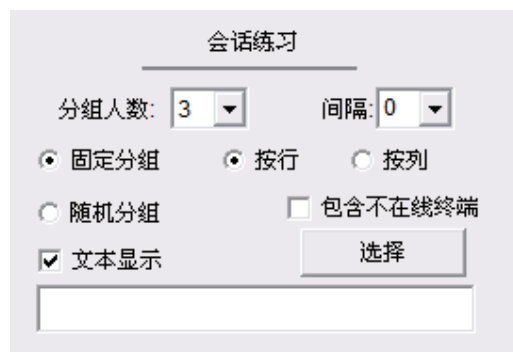 会话练习
分组人数: 3 间隔: 0
固定分组 按行 按列
随机分组 包含不在线终端
文本显示 选择